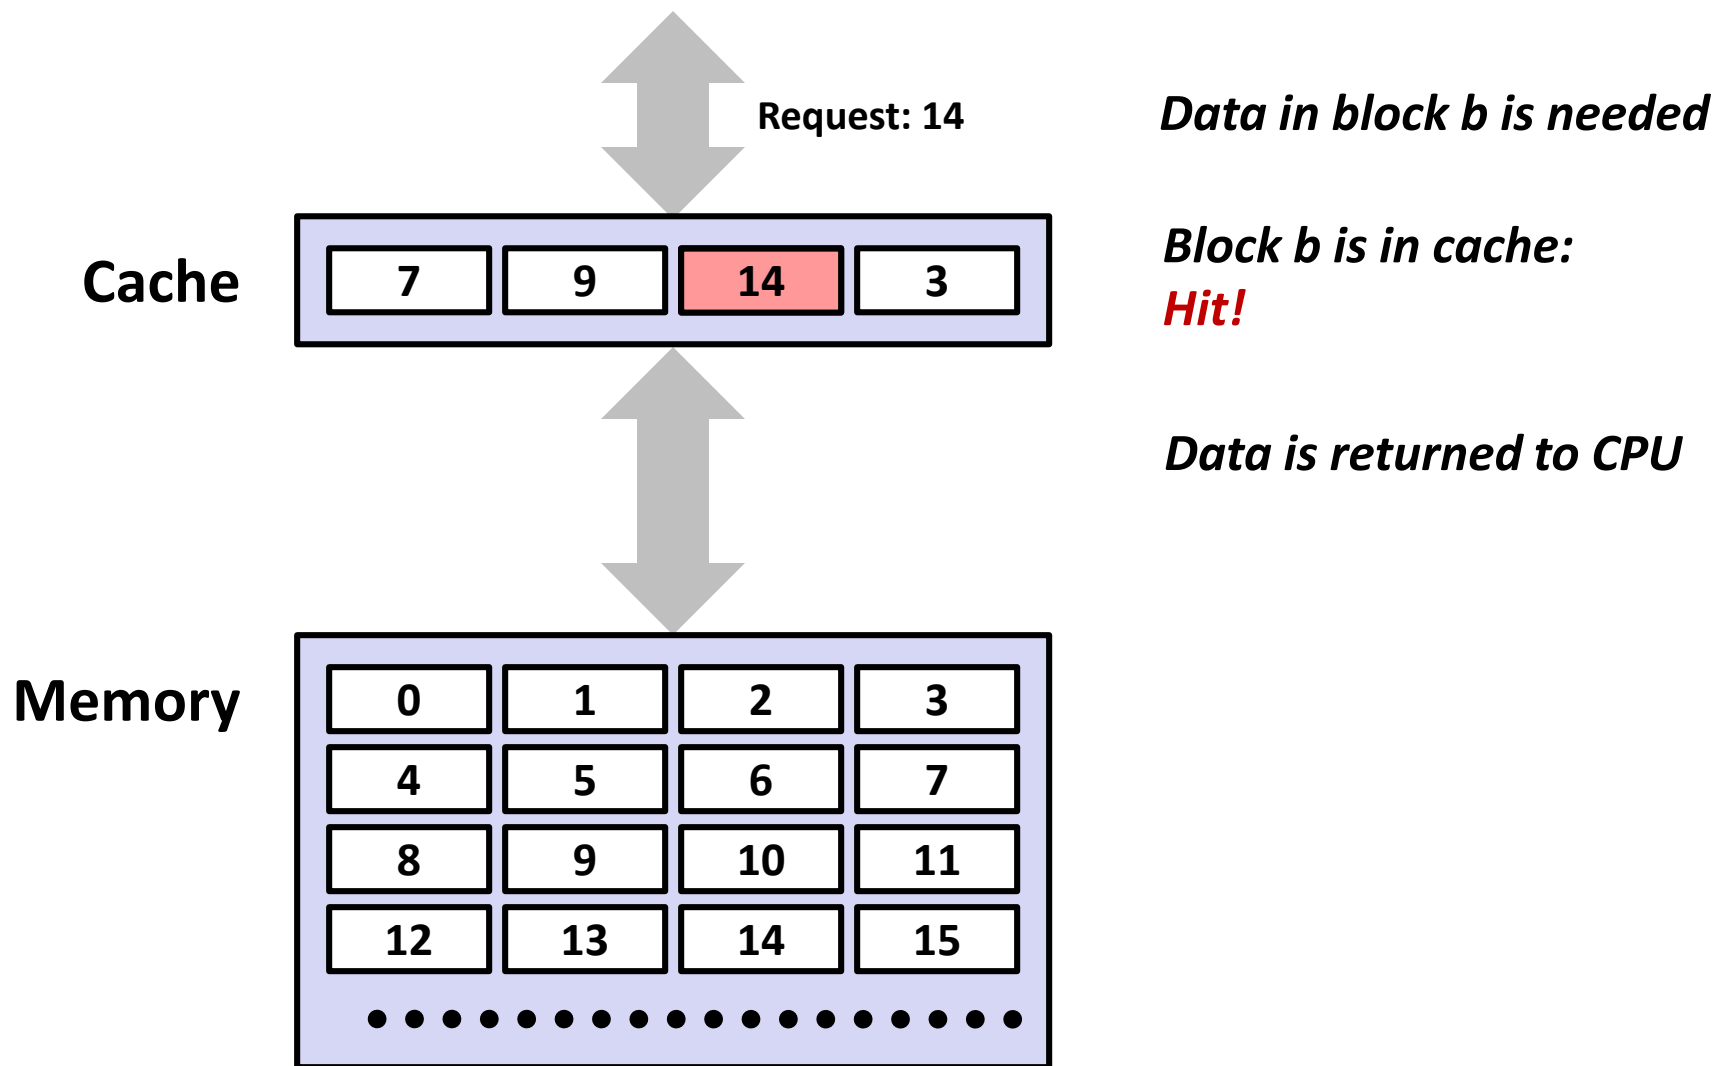 Request: 14
Data in block b is needed
Cache
7 9 14 3
Block b is in cache:
Hit!
Data is returned to CPU
Memory
0 1 2 3
4 5 6 7
8 9 10 11
12 13 14 15